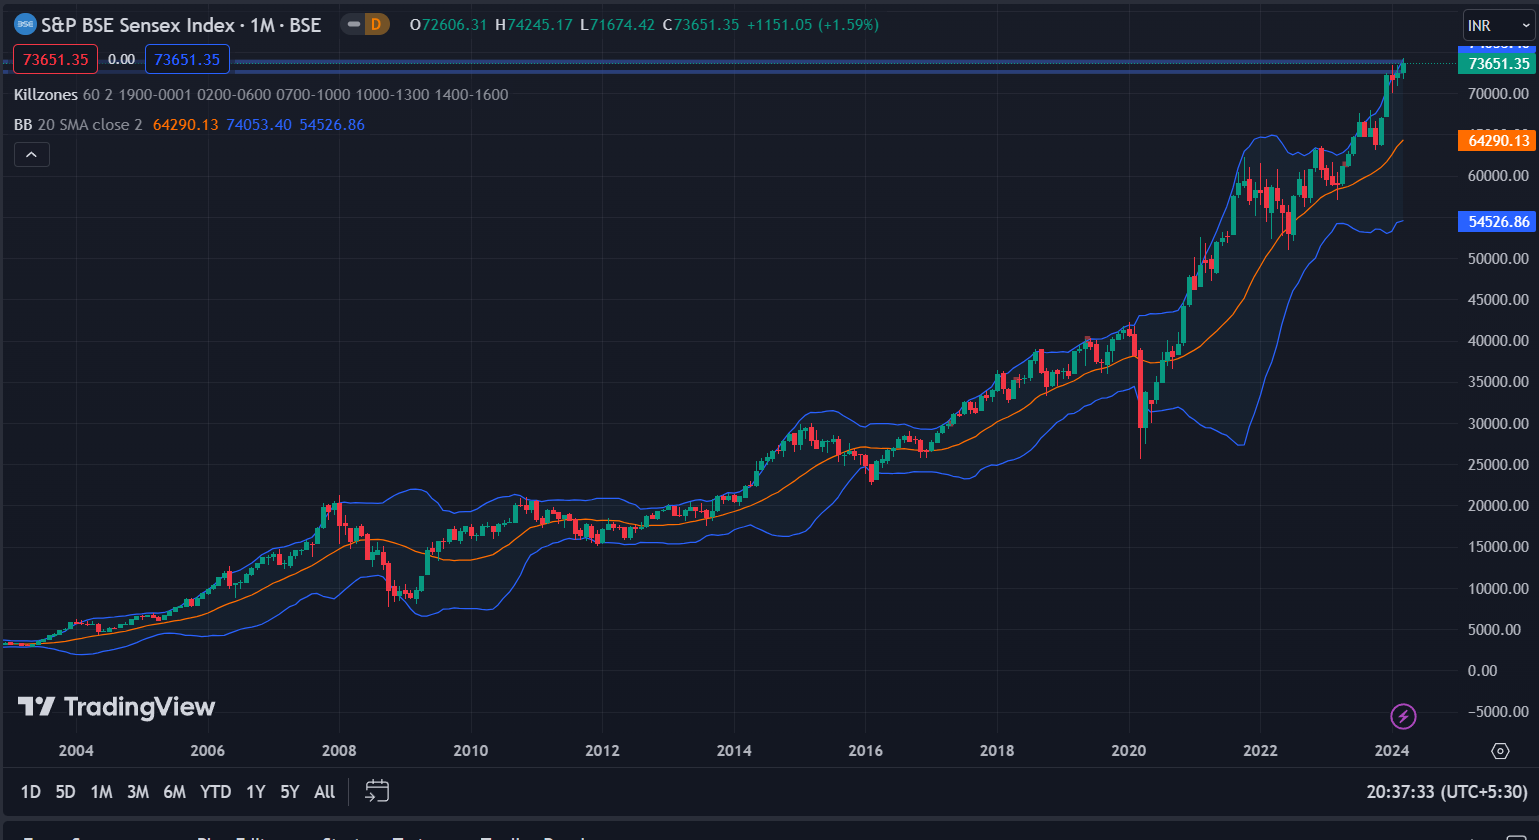 S&P BSE Sensex Index · 1M · BSE D O72606.31 H74245.17 L71674.42 C73651.35 +1151.05 (+1.59%) INR
73651.35 0.00 73651.35
73651.35
Killzones 60 2 1900-0001 0200-0600 0700-1000 1000-1300 1400-1600
70000.00
BB 20 SMA close 2 64290.13 74053.40 54526.86
64290.13
60000.00
54526.86
50000.00
45000.00
40000.00
35000.00
30000.00
25000.00
20000.00
15000.00
10000.00
5000.00
0.00
TradingView
−5000.00
2004 2006 2008 2010 2012 2014 2016 2018 2020 2022 2024
1D 5D 1M 3M 6M YTD 1Y 5Y All 20:37:33 (UTC+5:30)